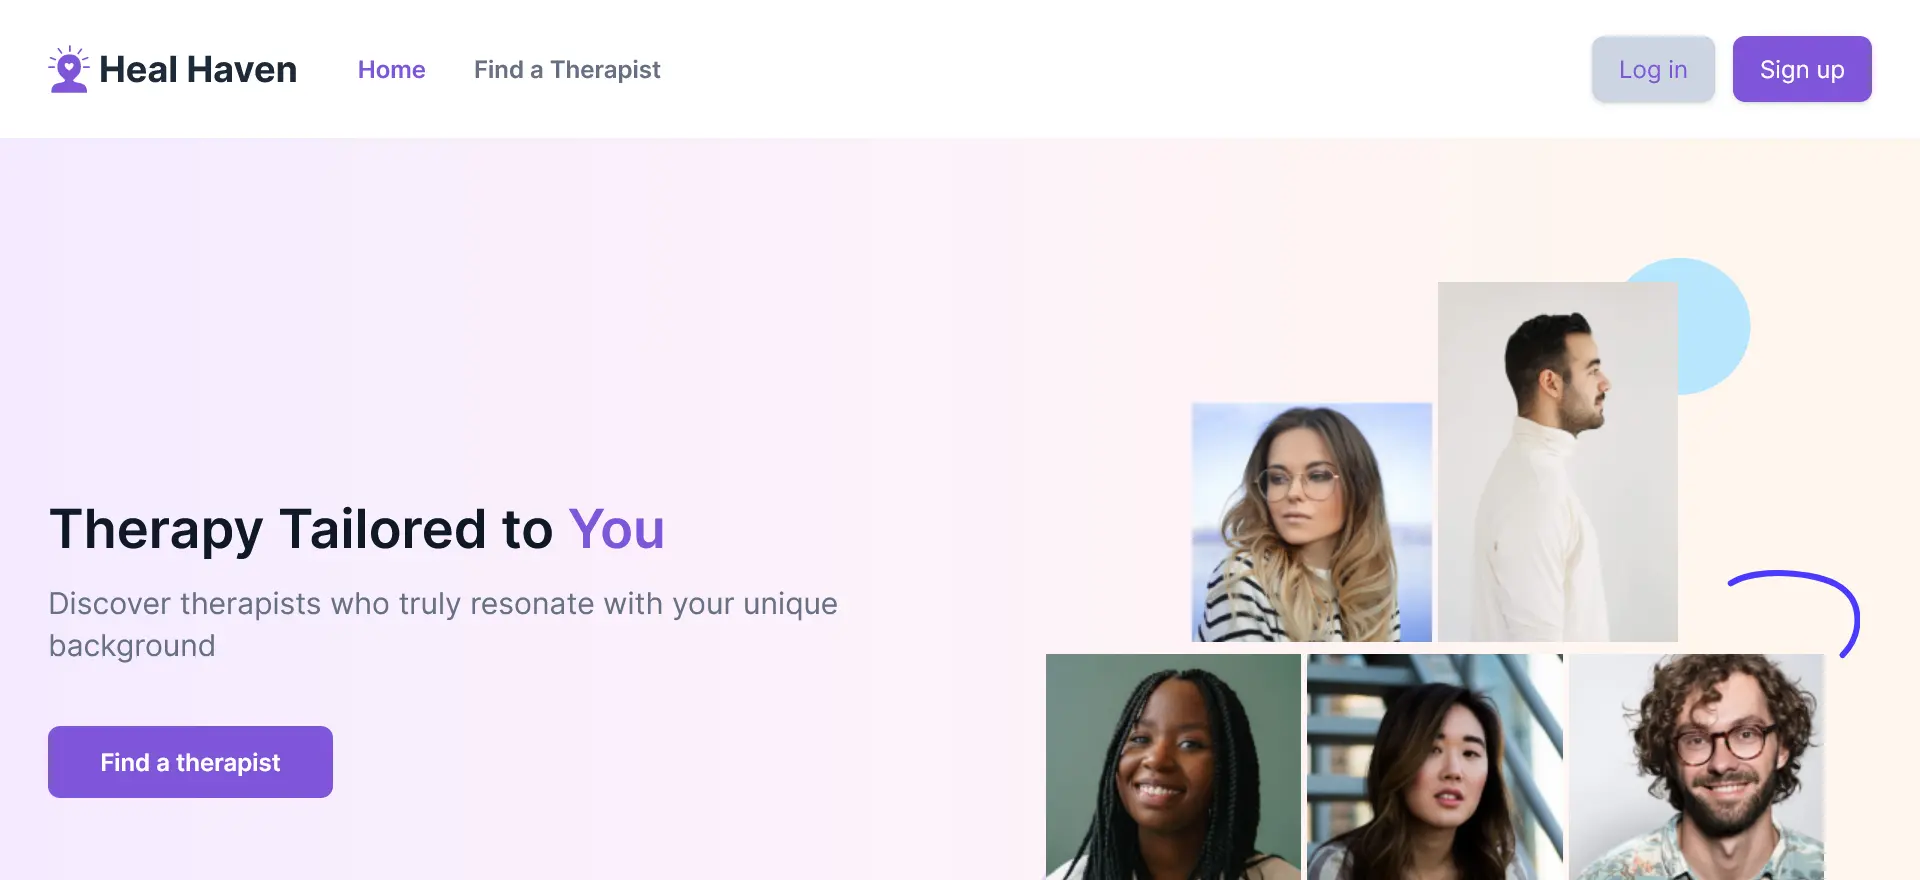 Heal Haven
Home
Find a Therapist
Log in
Sign up
Therapy Tailored to You
Discover therapists who truly resonate with your unique
background
Find a therapist